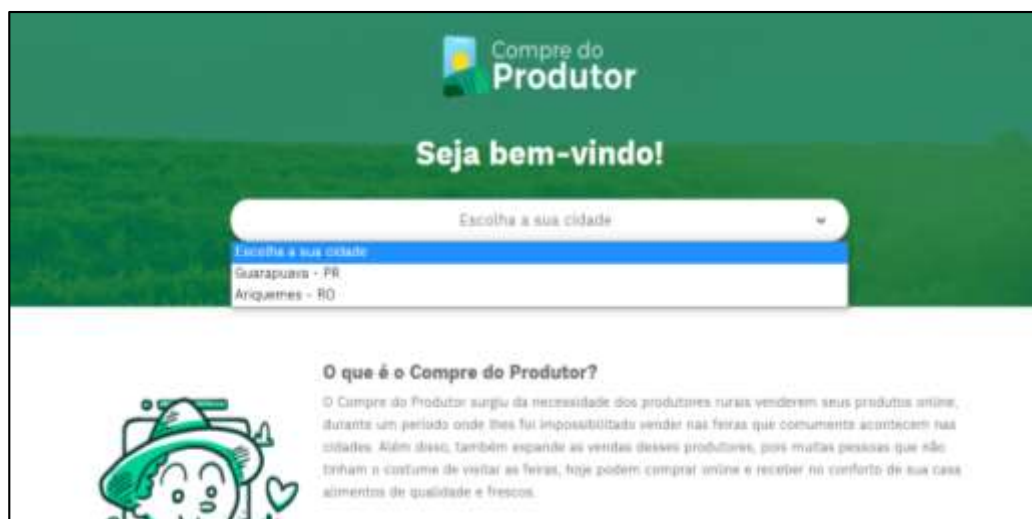 Compre do
Produtor
Seja bem-vindo!
Escolha a sua cidade
Escolha a sua cidade
Guarapuava - PR
Ariquemes - RO
O que é o Compre do Produtor?
O Compre do Produtor surgiu da necessidade dos produtores rurais venderem seus produtos online,
durante um período onde lhes foi impossibilitado vender nas feiras que comumente acontecem nas
cidades. Além disso, também expande as vendas desses produtores, pois muitas pessoas que não
tinham o costume de visitar as feiras, hoje podem comprar online e receber no conforto de sua casa
alimentos de qualidade e frescos.